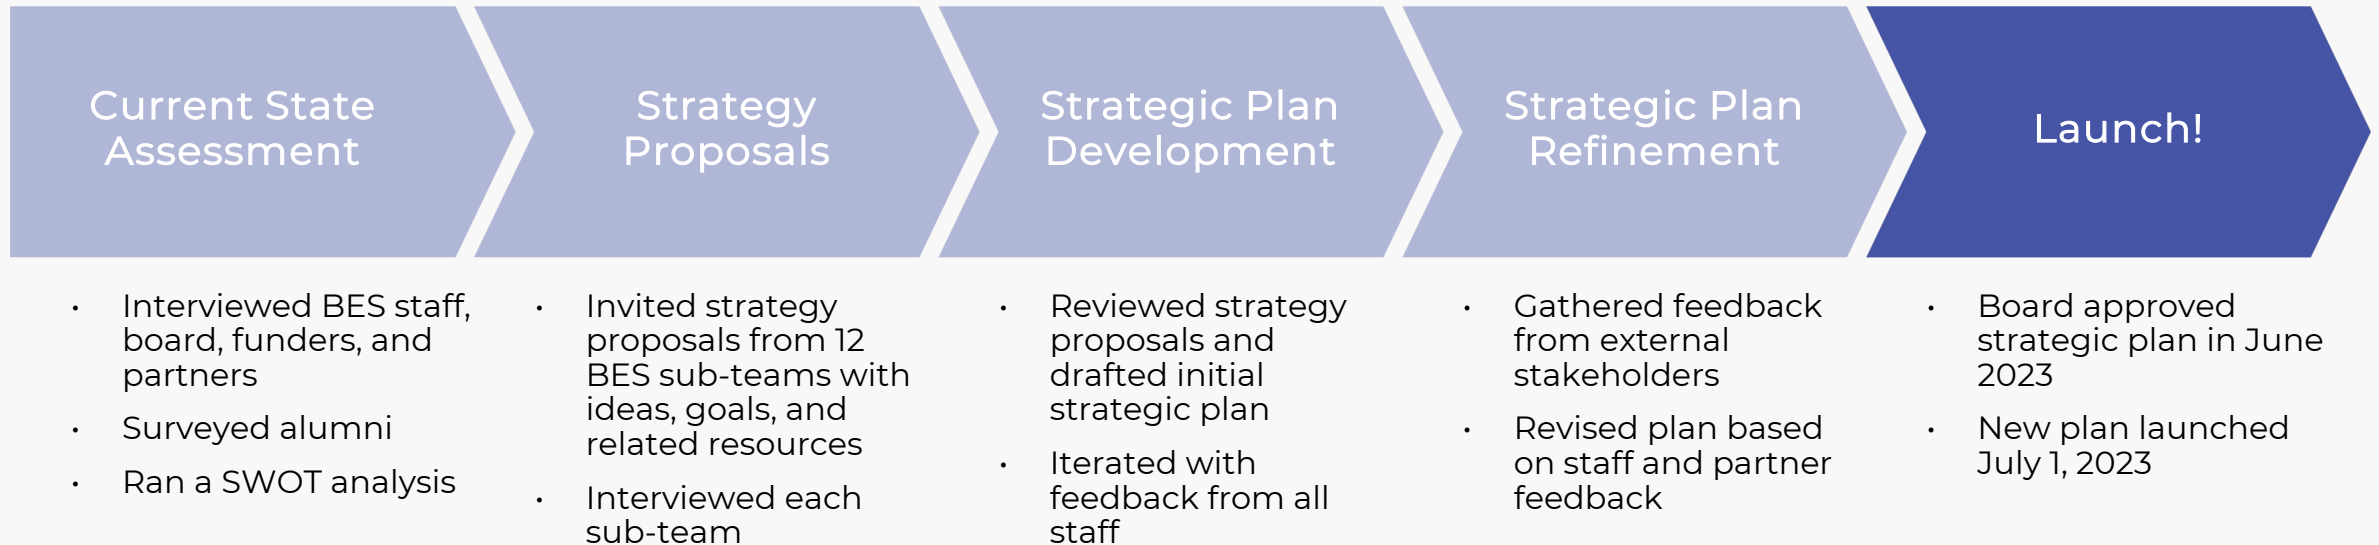 Current State
Assessment
Strategy
Proposals
Strategic Plan
Development
Strategic Plan
Refinement
Launch!
• Interviewed BES staff,
board, funders, and
partners
• Surveyed alumni
• Ran a SWOT analysis
• Invited strategy
proposals from 12
BES sub-teams with
ideas, goals, and
related resources
• Interviewed each
sub-team
• Reviewed strategy
proposals and
drafted initial
strategic plan
• Iterated with
feedback from all
staff
• Gathered feedback
from external
stakeholders
• Revised plan based
on staff and partner
feedback
• Board approved
strategic plan in June
2023
• New plan launched
July 1, 2023